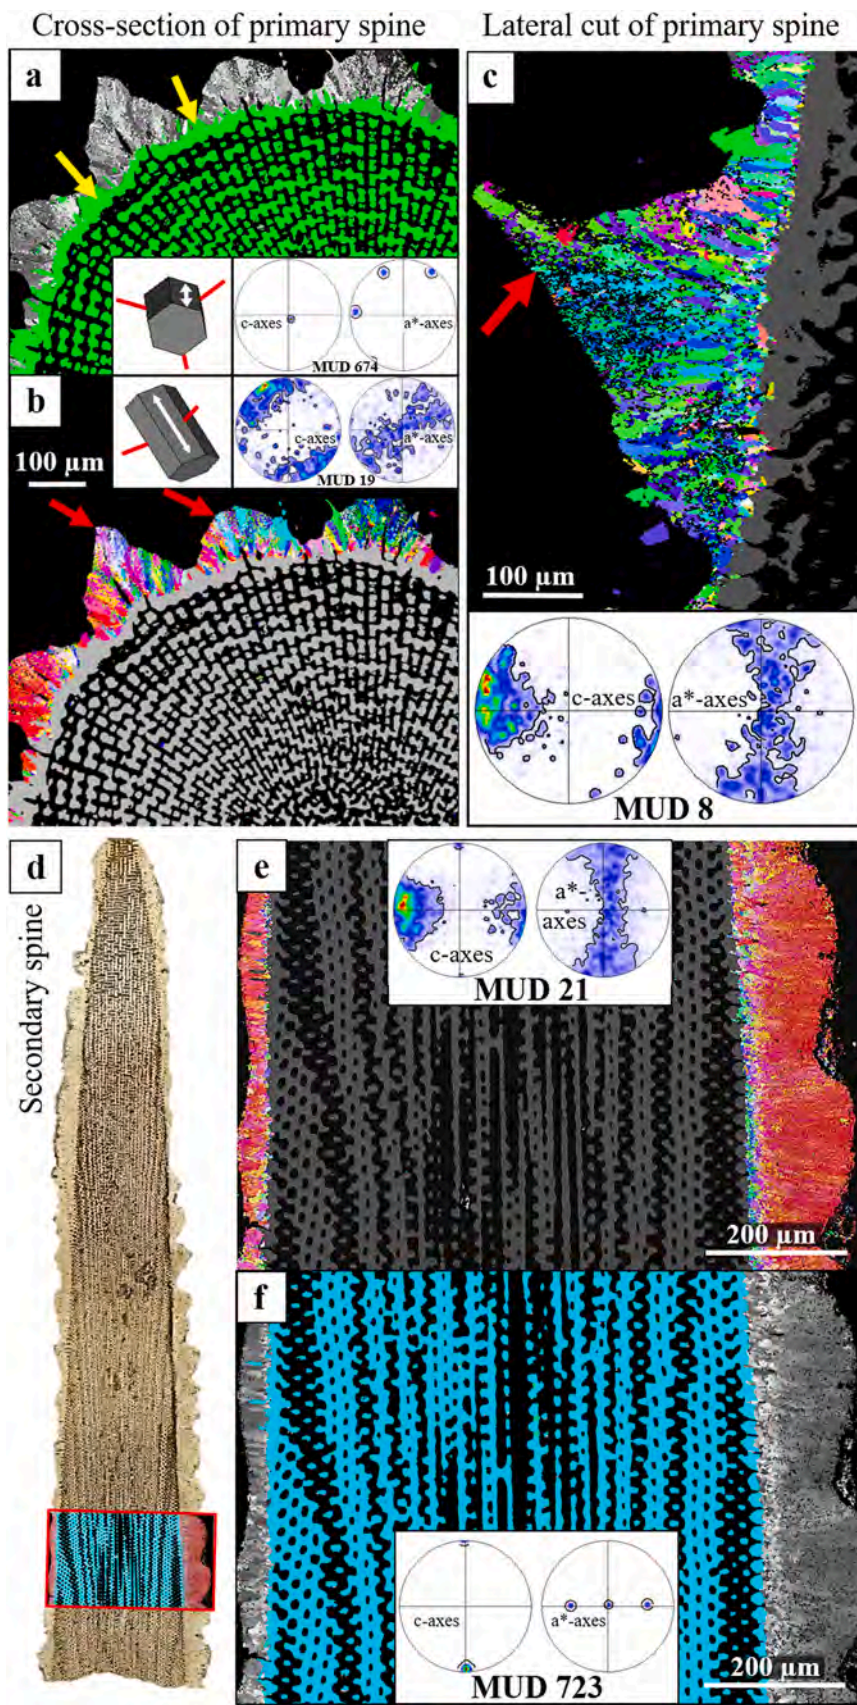 Cross-section of primary spine
Lateral cut of primary spine
a
c-axes
a*-axes
MUD 674
b
100 µm
c-axes
a*-axes
MUD 19
c
100 µm
c-axes
a*-axes
MUD 8
d
Secondary spine
e
a*-
axes
c-axes
MUD 21
200 µm
f
c-axes
a*-axes
MUD 723
200 µm